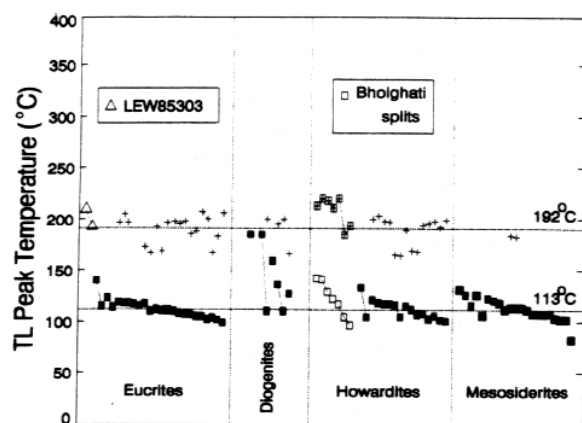 TL Peak Temperature (°C)
400
350
300
250
200
150
100
50
0
△ LEW85303
□ Bholghati
splits
192°C
113°C
Eucrites
Diogenites
Howardites
Mesosiderites